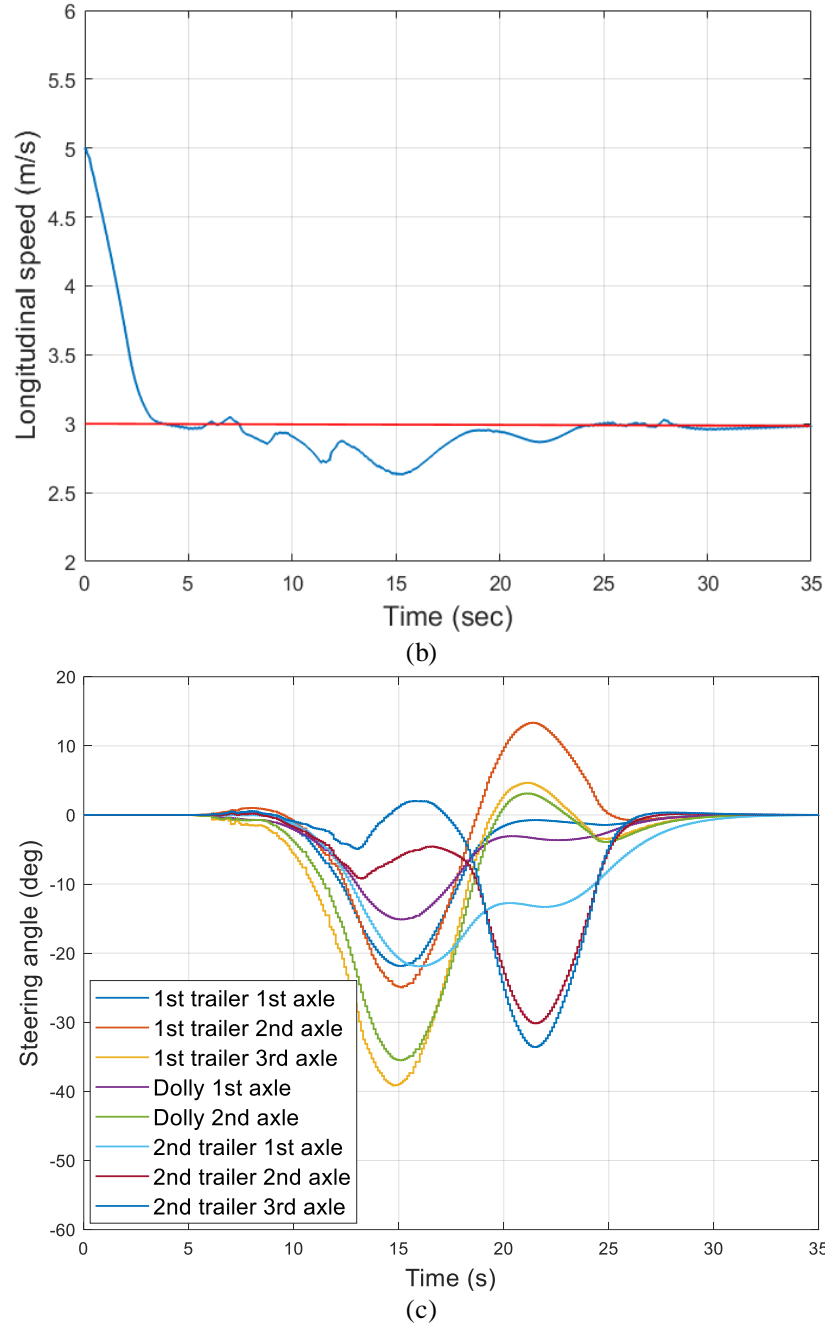 6
5.5
5
4.5
4
3.5
3
2.5
2
Longitudinal speed (m/s)
0 5 10 15 20 25 30 35
Time (sec)
(b)
20
10
0
-10
-20
-30
-40
-50
-60
Steering angle (deg)
1st trailer 1st axle
1st trailer 2nd axle
1st trailer 3rd axle
Dolly 1st axle
Dolly 2nd axle
2nd trailer 1st axle
2nd trailer 2nd axle
2nd trailer 3rd axle
0 5 10 15 20 25 30 35
Time (s)
(c)